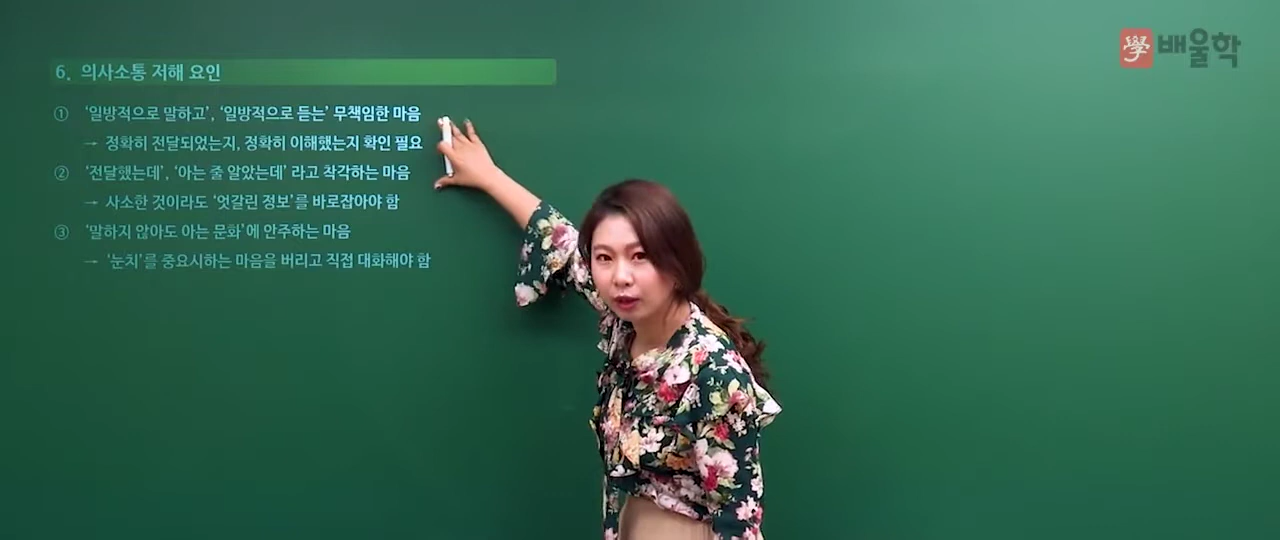 學 배울학
6. 의사소통 저해 요인
① ‘일방적으로 말하고’, ‘일방적으로 듣는’ 무책임한 마음
→ 정확히 전달되었는지, 정확히 이해했는지 확인 필요
② ‘전달했는데’, ‘아는 줄 알았는데’ 라고 착각하는 마음
→ 사소한 것이라도 ‘엇갈린 정보’를 바로잡아야 함
③ ‘말하지 않아도 아는 문화’에 안주하는 마음
→ ‘눈치’를 중요시하는 마음을 버리고 직접 대화해야 함